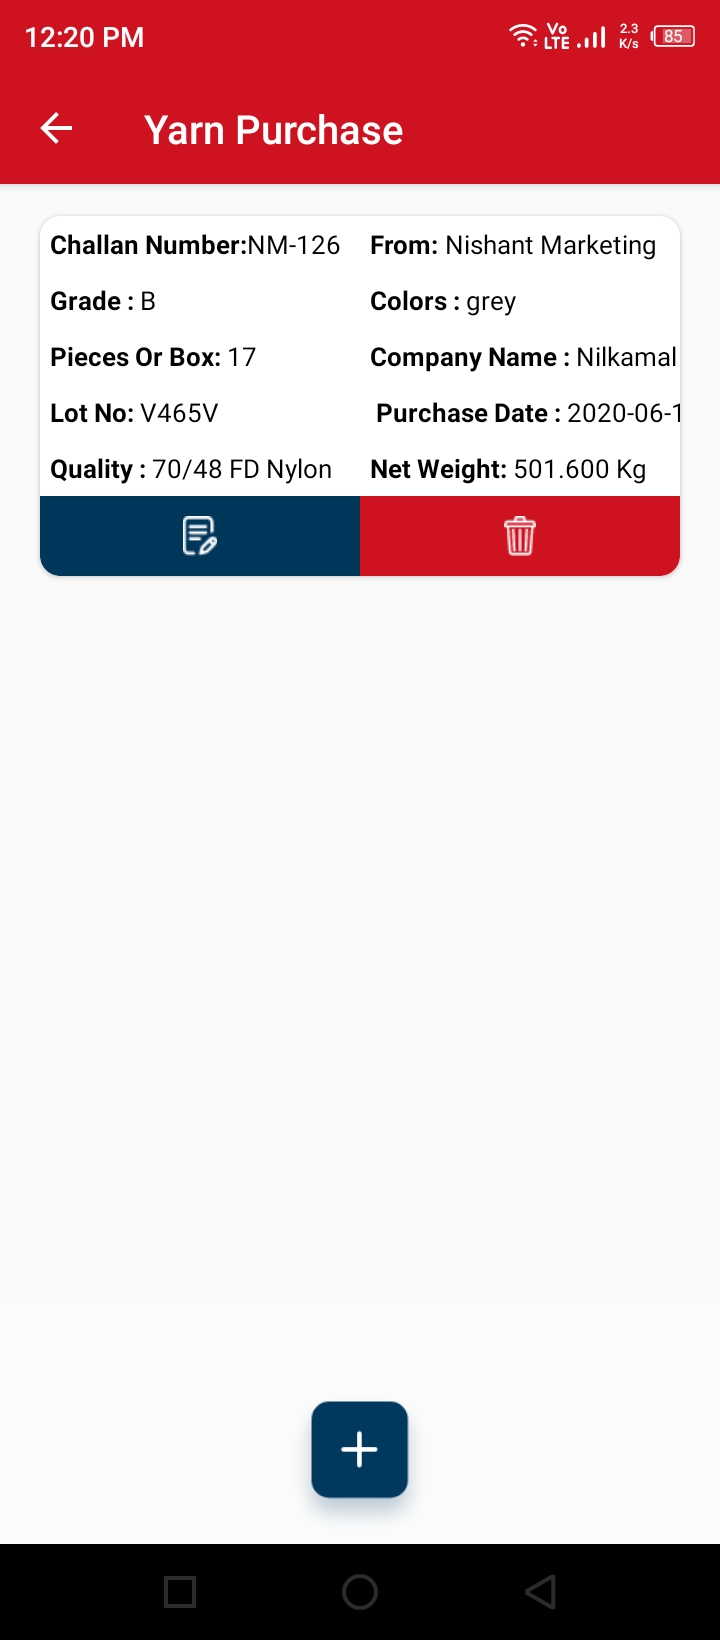 12:20 PM
Vo LTE 2.3 K/s 85
Yarn Purchase
Challan Number:NM-126 From: Nishant Marketing
Grade : B Colors : grey
Pieces Or Box: 17 Company Name : Nilkamal
Lot No: V465V Purchase Date : 2020-06-1
Quality : 70/48 FD Nylon Net Weight: 501.600 Kg